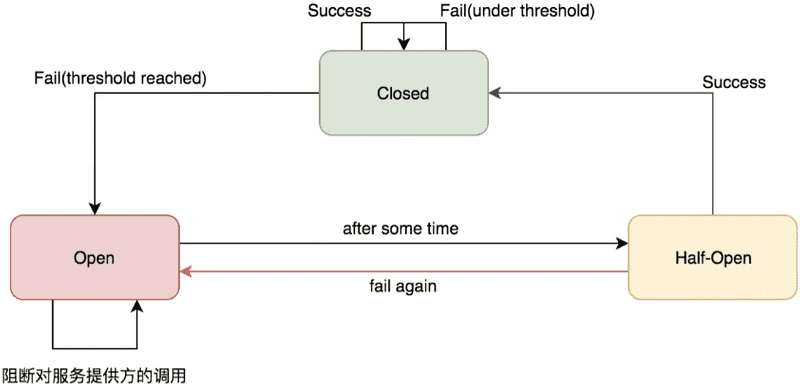 Success
Fail(under threshold)
Fail(threshold reached)
Closed
Success
Open
after some time
Half-Open
fail again
阻断对服务提供方的调用